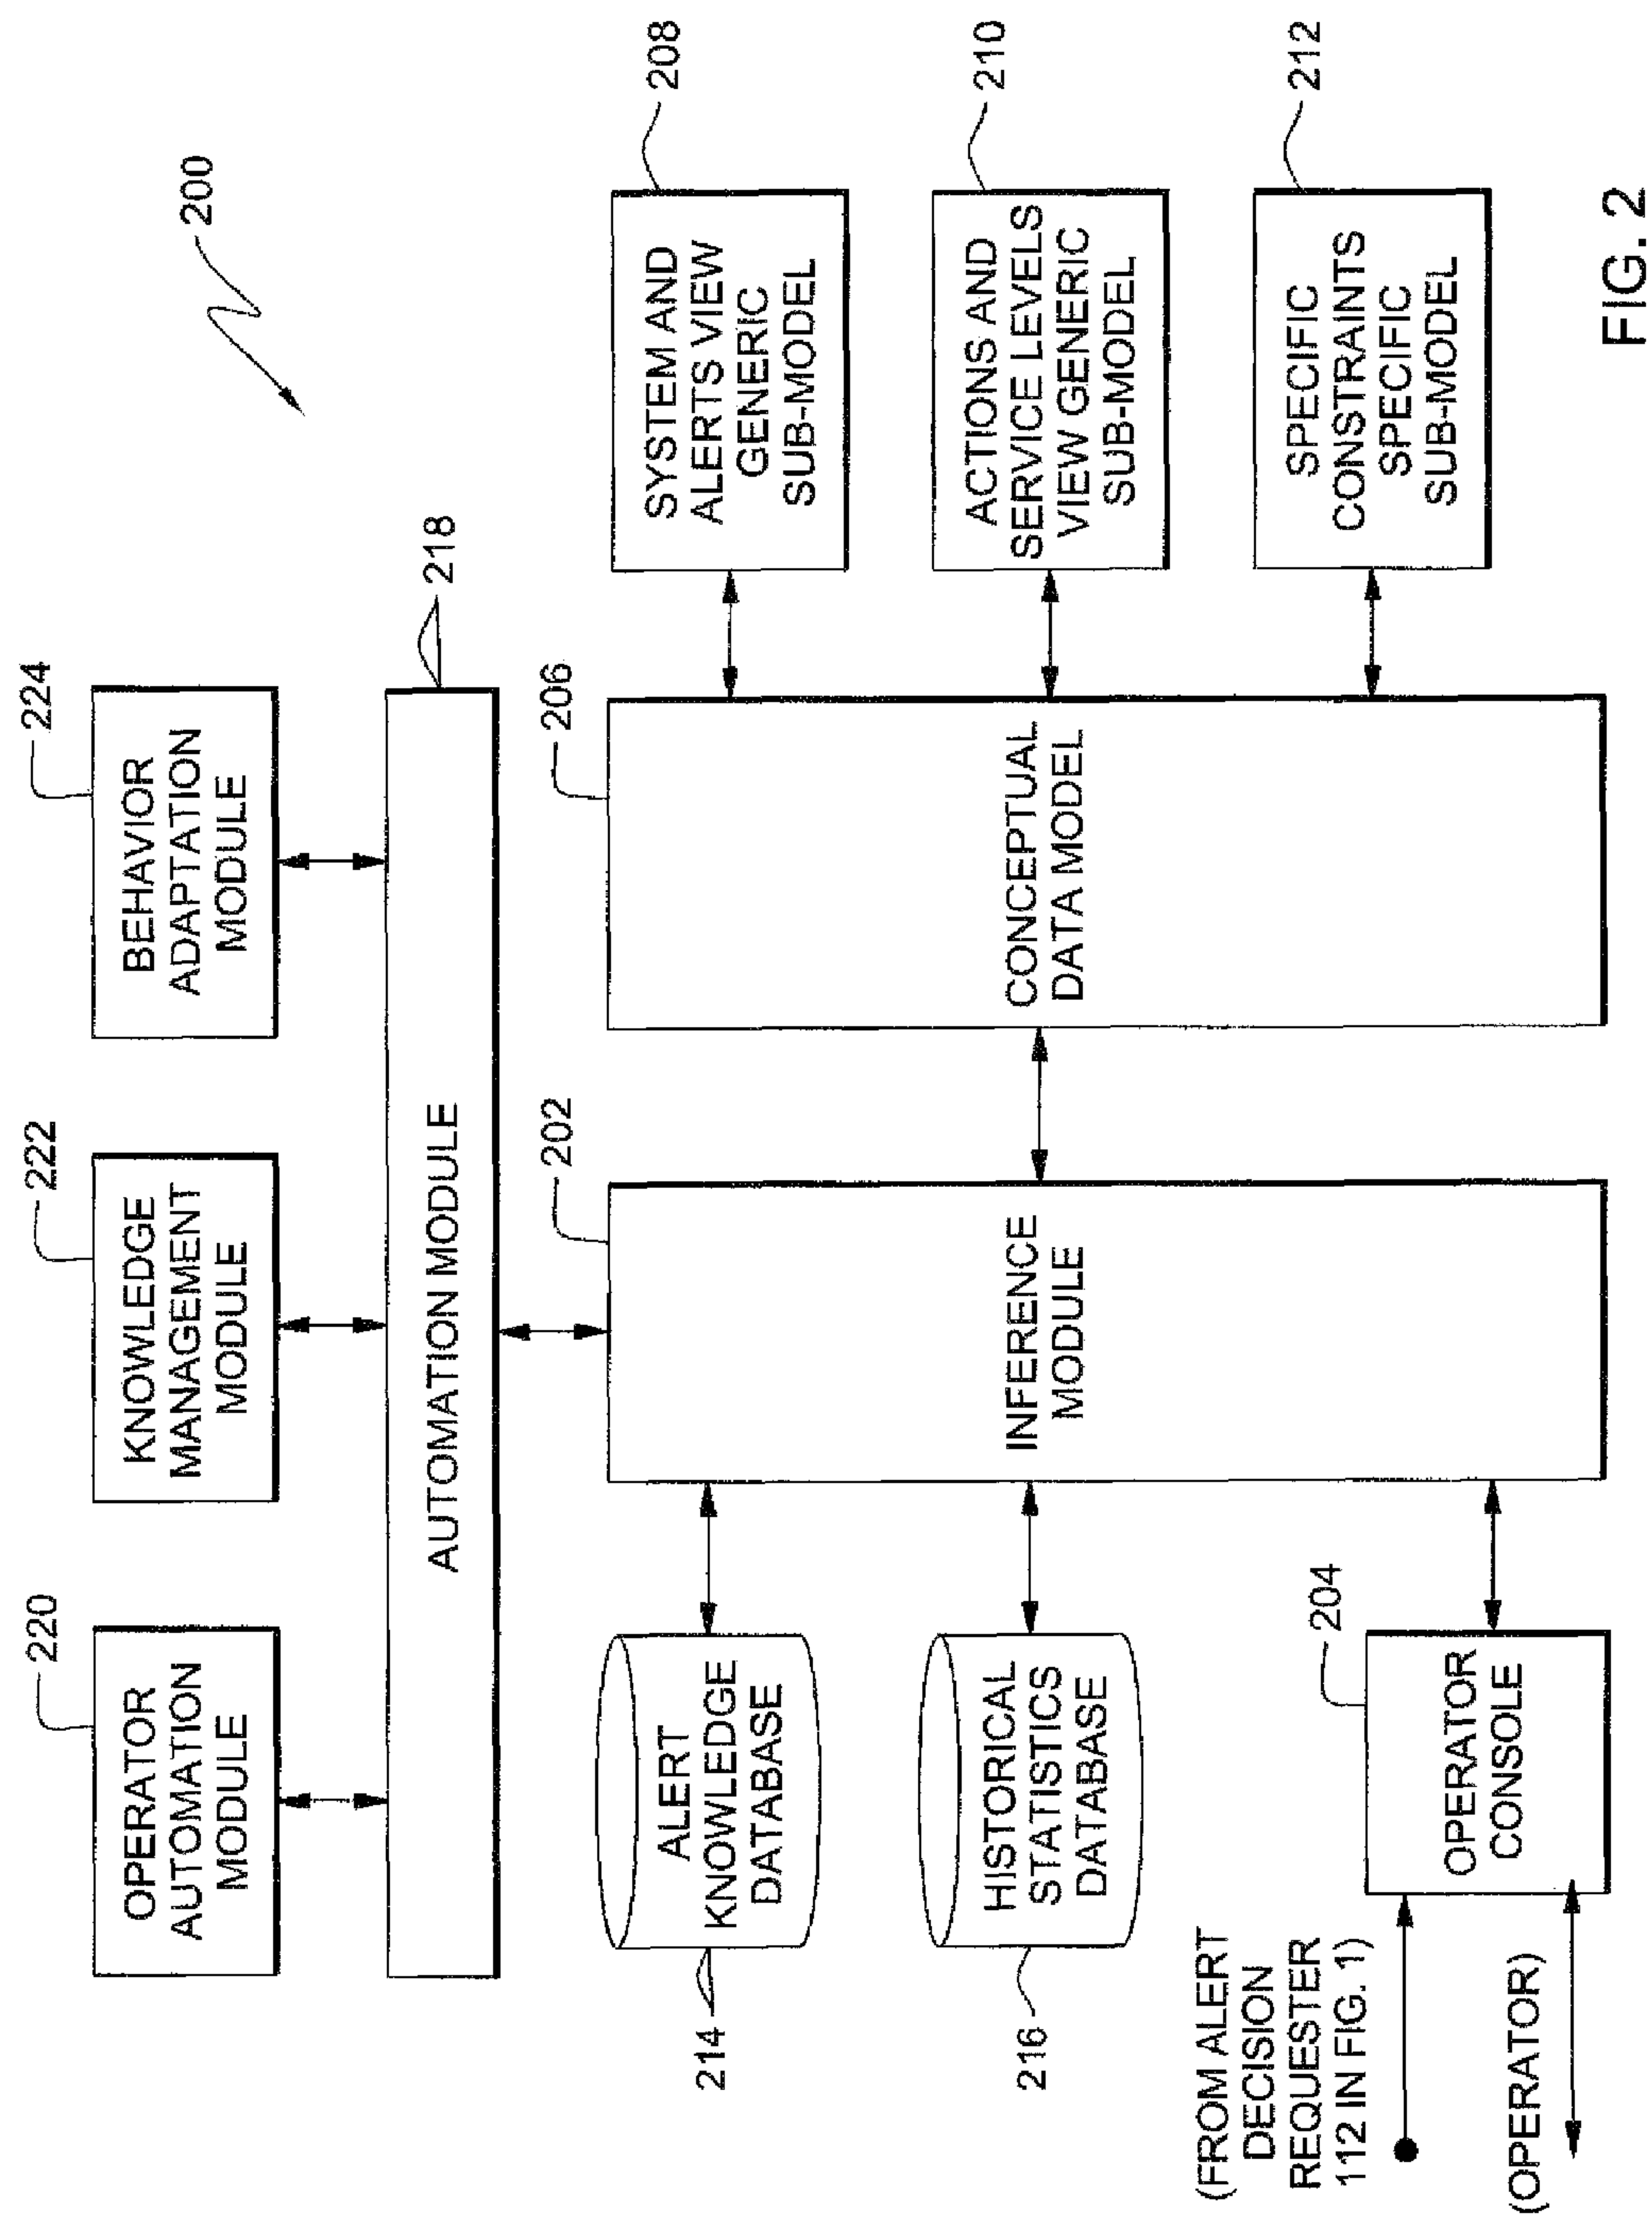 200
220
OPERATOR
AUTOMATION
MODULE
222
KNOWLEDGE
MANAGEMENT
MODULE
224
BEHAVIOR
ADAPTATION
MODULE
AUTOMATION MODULE
218
214
ALERT
KNOWLEDGE
DATABASE
216
HISTORICAL
STATISTICS
DATABASE
(FROM ALERT
DECISION
REQUESTER
112 IN FIG. 1)
(OPERATOR)
204
OPERATOR
CONSOLE
202
INFERENCE
MODULE
206
CONCEPTUAL
DATA MODEL
208
SYSTEM AND
ALERTS VIEW
GENERIC
SUB-MODEL
210
ACTIONS AND
SERVICE LEVELS
VIEW GENERIC
SUB-MODEL
212
SPECIFIC
CONSTRAINTS
SPECIFIC
SUB-MODEL
FIG. 2